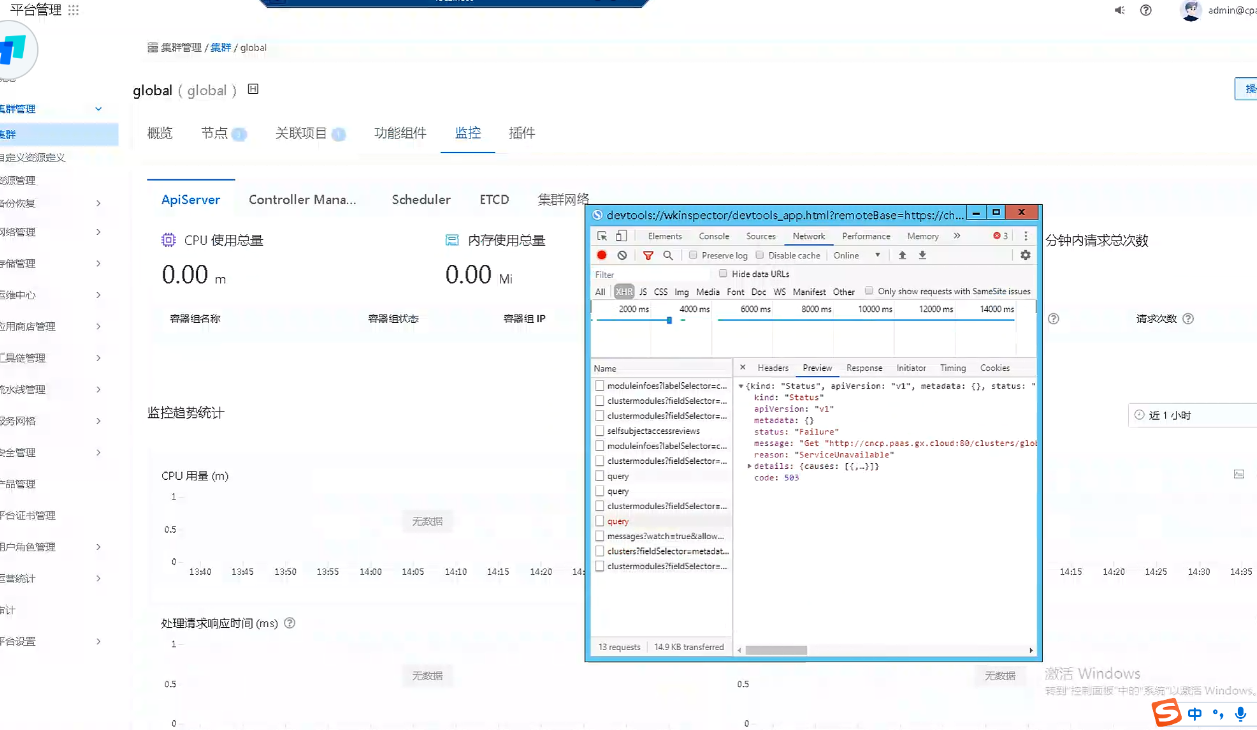 平台管理
admin@cpa
集群管理 / 集群 / global
global ( global )
操作
概览 节点 关联项目 功能组件 监控 插件
集群管理
集群
自定义资源定义
资源管理
备份恢复
网络管理
存储管理
运维中心
应用商店管理
工具链管理
流水线管理
服务网格
安全管理
产品管理
平台证书管理
用户角色管理
运营统计
审计
平台设置
ApiServer Controller Mana... Scheduler ETCD 集群网络
CPU 使用总量
0.00 m
内存使用总量
0.00 Mi
分钟内请求总次数
容器组名称 容器组状态 容器组 IP 请求次数
监控趋势统计
近 1 小时
CPU 用量 (m)
1
0.5
0
无数据
13:40 13:45 13:50 13:55 14:00 14:05 14:10 14:15 14:20 14:
14:15 14:20 14:25 14:30 14:35
处理请求响应时间 (ms)
1
0.5
0
无数据
0.5
0
无数据
devtools://wkinspector/devtools_app.html?remoteBase=https://ch...
Elements Console Sources Network Performance Memory » 3
Preserve log Disable cache Online
Filter Hide data URLs
All XHR JS CSS Img Media Font Doc WS Manifest Other Only show requests with SameSite issues
2000 ms 4000 ms 6000 ms 8000 ms 10000 ms 12000 ms 14000 ms
Name
moduleinfoes?labelSelector=c...
clustermodules?fieldSelector=...
clustermodules?fieldSelector=...
selfsubjectaccessreviews
moduleinfoes?labelSelector=c...
clustermodules?fieldSelector=...
query
query
clustermodules?fieldSelector=...
query
messages?watch=true&allow...
clusters?fieldSelector=metadat...
clustermodules?fieldSelector=...
13 requests 14.9 KB transferred
× Headers Preview Response Initiator Timing Cookies
{kind: "Status", apiVersion: "v1", metadata: {}, status: "
kind: "Status"
apiVersion: "v1"
metadata: {}
status: "Failure"
message: "Get "http://cncp.paas.gx.cloud:80/clusters/glob
reason: "ServiceUnavailable"
details: {causes: [{,…}]}
code: 503
激活 Windows
转到"控制面板"中的"系统"以激活 Windows。
中